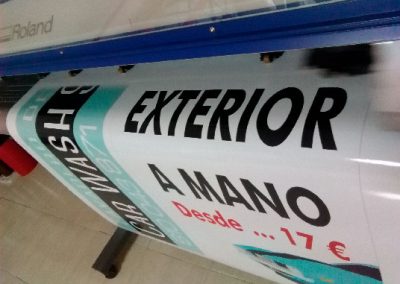 Roland
EXTERIOR
A MANO
Desde ... 17 €
CAR WASH